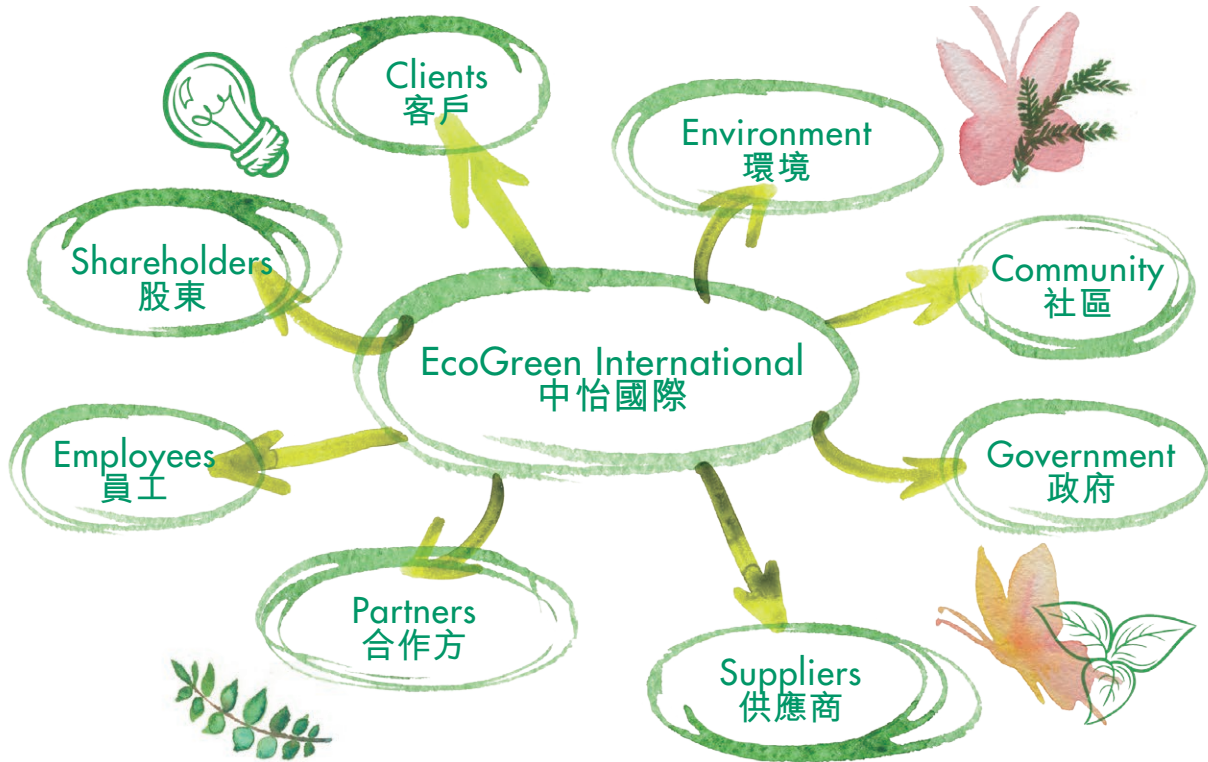 Clients
客戶
Environment
環境
Shareholders
股東
Community
社區
EcoGreen International
中怡國際
Employees
員工
Government
政府
Partners
合作方
Suppliers
供應商